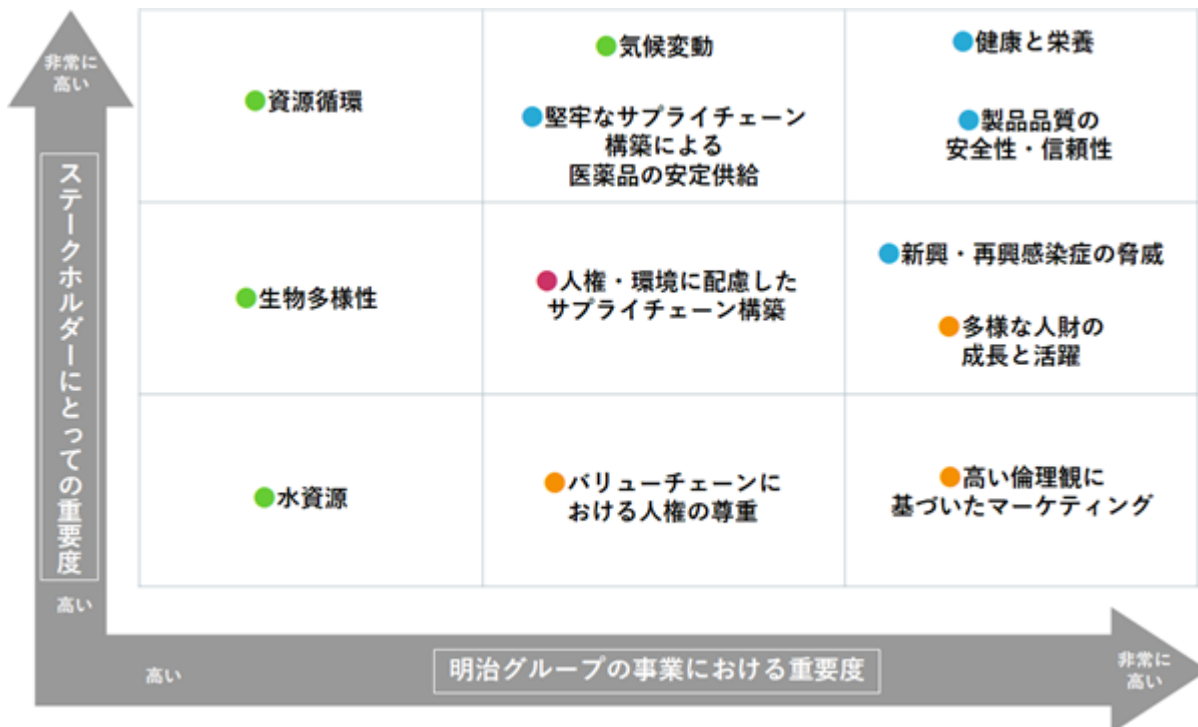 非常に
高い
ステークホルダーにとっての重要度
高い
資源循環
気候変動
堅牢なサプライチェーン
構築による
医薬品の安定供給
健康と栄養
製品品質の
安全性・信頼性
生物多様性
人権・環境に配慮した
サプライチェーン構築
新興・再興感染症の脅威
多様な人財の
成長と活躍
水資源
バリューチェーンに
おける人権の尊重
高い倫理観に
基づいたマーケティング
高い
明治グループの事業における重要度
非常に
高い